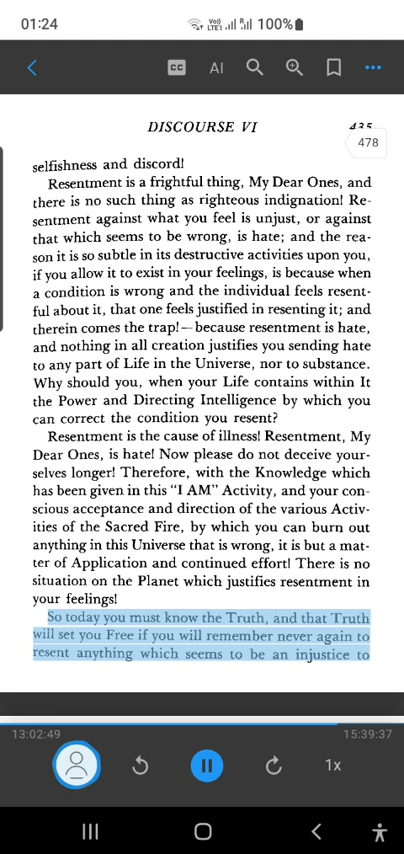 01:24
Vo))
LTE1
R
100%
CC
AI
DISCOURSE VI
435
478
selfishness and discord!
Resentment is a frightful thing, My Dear Ones, and
there is no such thing as righteous indignation! Re-
sentment against what you feel is unjust, or against
that which seems to be wrong, is hate; and the rea-
son it is so subtle in its destructive activities upon you,
if you allow it to exist in your feelings, is because when
a condition is wrong and the individual feels resent-
ful about it, that one feels justified in resenting it; and
therein comes the trap!—because resentment is hate,
and nothing in all creation justifies you sending hate
to any part of Life in the Universe, nor to substance.
Why should you, when your Life contains within It
the Power and Directing Intelligence by which you
can correct the condition you resent?
Resentment is the cause of illness! Resentment, My
Dear Ones, is hate! Now please do not deceive your-
selves longer! Therefore, with the Knowledge which
has been given in this “I AM” Activity, and your con-
scious acceptance and direction of the various Activ-
ities of the Sacred Fire, by which you can burn out
anything in this Universe that is wrong, it is but a mat-
ter of Application and continued effort! There is no
situation on the Planet which justifies resentment in
your feelings!
So today you must know the Truth, and that Truth
will set you Free if you will remember never again to
resent anything which seems to be an injustice to
13:02:49
15:39:37
1x